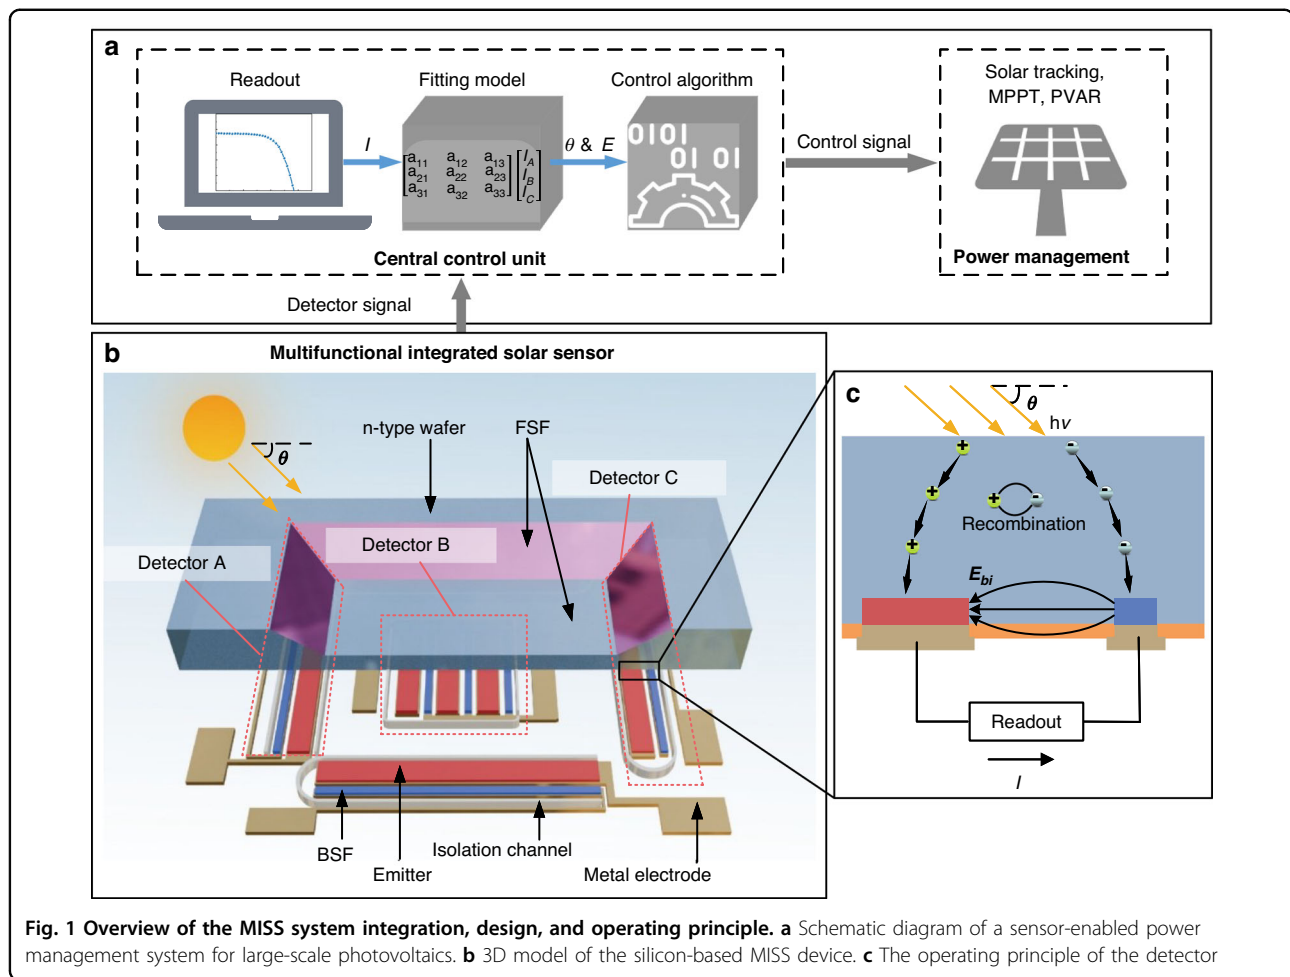 a
Readout
Fitting model
Control algorithm
Solar tracking,
MPPT, PVAR
I
θ & E
Control signal
a11 a12 a13 IA
a21 a22 a23 IB
a31 a32 a33 IC
0101
01 01
Central control unit
Power management
Detector signal
b
Multifunctional integrated solar sensor
n-type wafer
FSF
θ
Detector C
Detector B
Detector A
BSF
Emitter
Isolation channel
Metal electrode
c
θ
hv
+
-
+
-
+
-
Recombination
+
-
Ebi
Readout
I
Fig. 1 Overview of the MISS system integration, design, and operating principle. a Schematic diagram of a sensor-enabled power
management system for large-scale photovoltaics. b 3D model of the silicon-based MISS device. c The operating principle of the detector